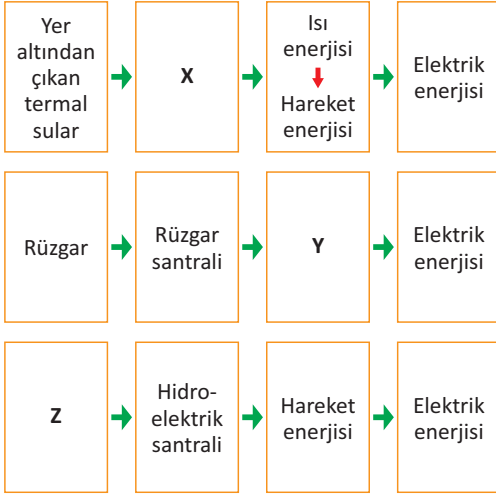 Yer
altından
çıkan
termal
sular
X
Isı
enerjisi
Hareket
enerjisi
Elektrik
enerjisi
Rüzgar
Rüzgar
santrali
Y
Elektrik
enerjisi
Z
Hidro-
elektrik
santrali
Hareket
enerjisi
Elektrik
enerjisi